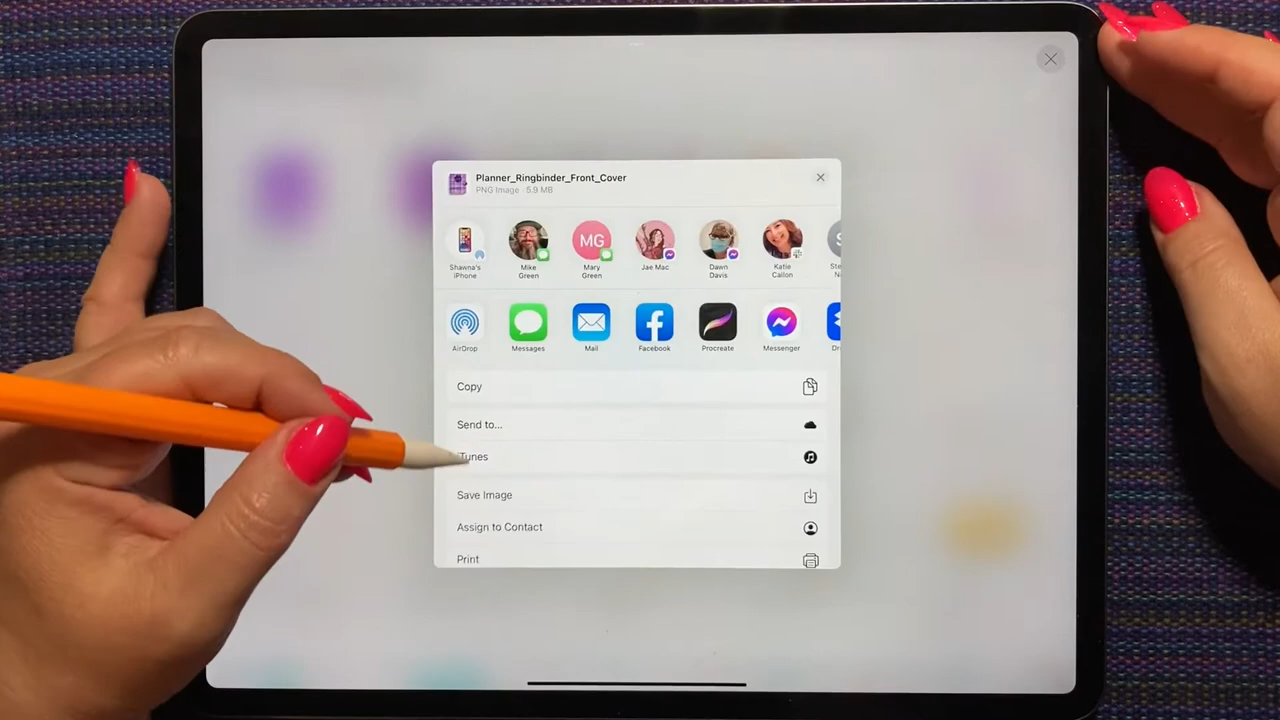 Planner_Ringbinder_Front_Cover
PNG Image · 5.9 MB
MG
Shawna's
iPhone
Mike
Green
Mary
Green
Jae Mac
Dawn
Davis
Katie
Callon
AirDrop
Messages
Mail
Facebook
Procreate
Messenger
Copy
Send to...
iTunes
Save Image
Assign to Contact
Print